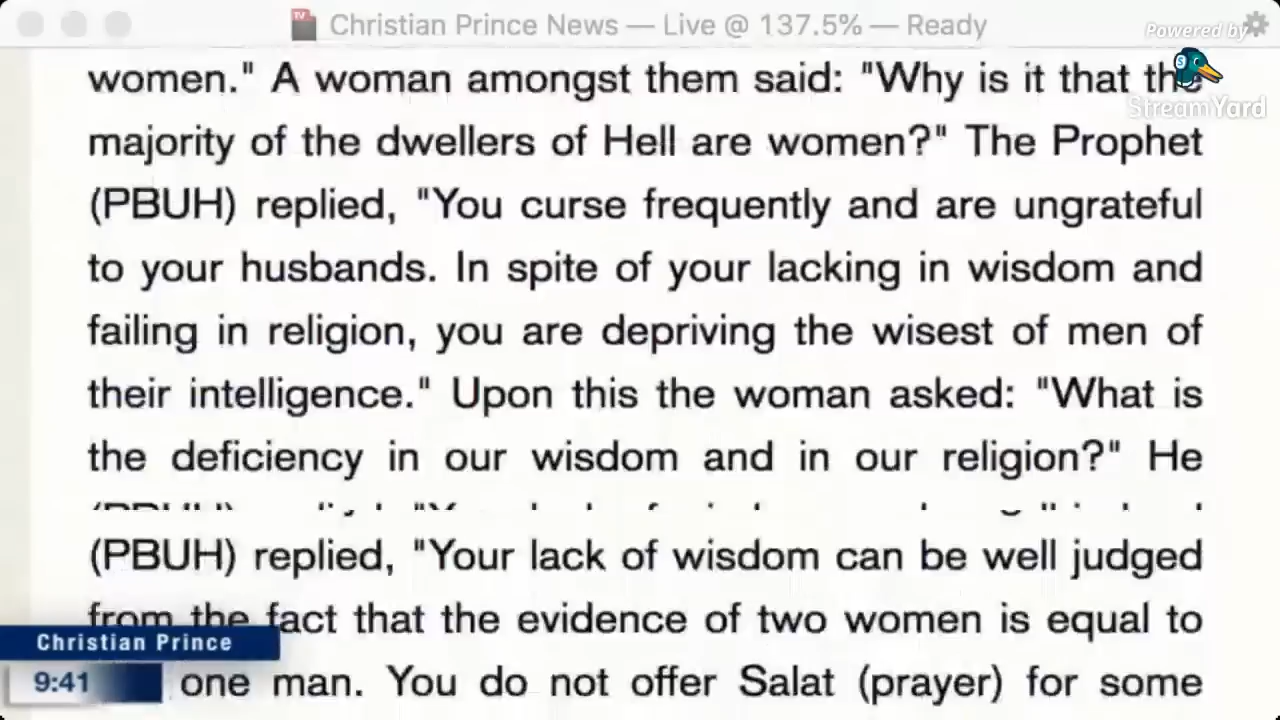 Christian Prince News — Live @ 137.5% — Ready
Powered by
StreamYard
women." A woman amongst them said: "Why is it that the
majority of the dwellers of Hell are women?" The Prophet
(PBUH) replied, "You curse frequently and are ungrateful
to your husbands. In spite of your lacking in wisdom and
failing in religion, you are depriving the wisest of men of
their intelligence." Upon this the woman asked: "What is
the deficiency in our wisdom and in our religion?" He
(PBUH) replied, "Your lack of wisdom can be well judged
from the fact that the evidence of two women is equal to
one man. You do not offer Salat (prayer) for some
Christian Prince
9:41